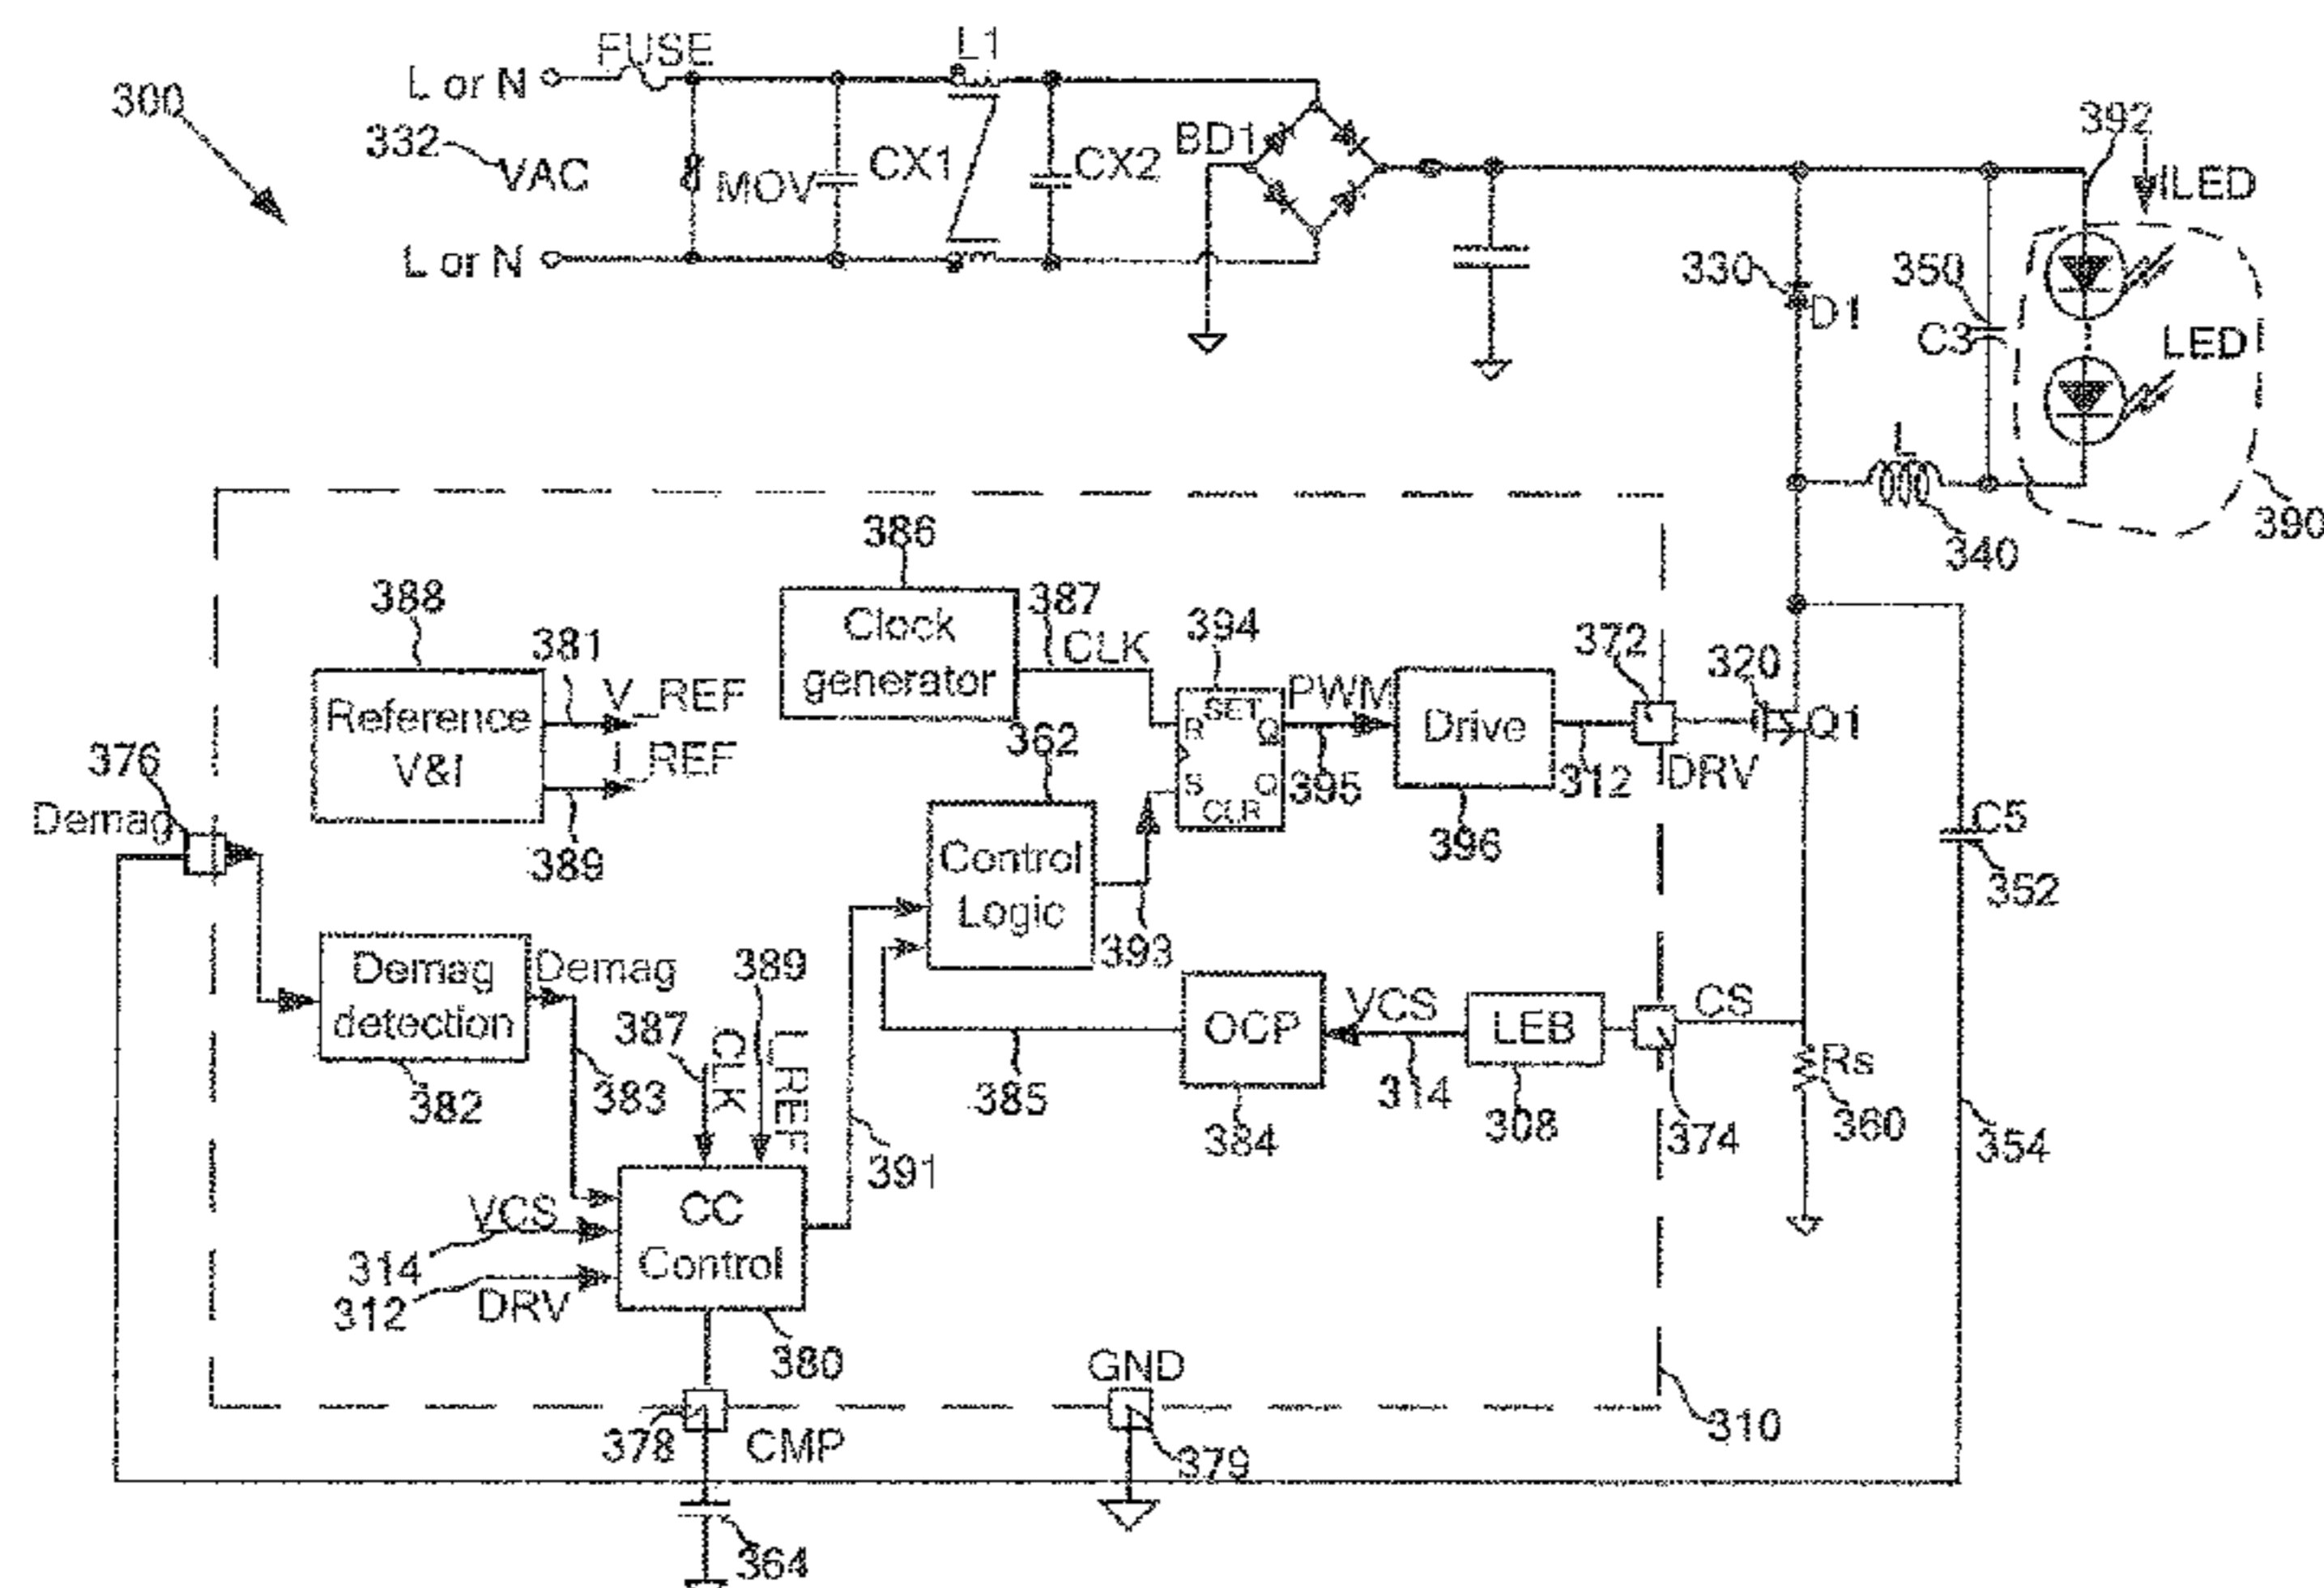 FUSE
L1
L or N
300
332
VAC
MOV
CX1
CX2
BD1
392
ILED
L or N
330
D1
350
C3
LED
L
340
390
386
388
381
V_REF
Reference
V&I
I_REF
389
Clock
generator
387
CLK
362
394
SET
R
Q
S
Q
CLR
PWM
395
Drive
396
312
372
DRV
320
Q1
376
Demag
C5
352
Control
Logic
393
Demag
detection
382
Demag
383
387
CLK
389
I_REF
385
OCP
384
VCS
314
LEB
308
CS
374
Rs
360
354
391
VCS
314
312
DRV
CC
Control
380
378
CMP
GND
379
310
364